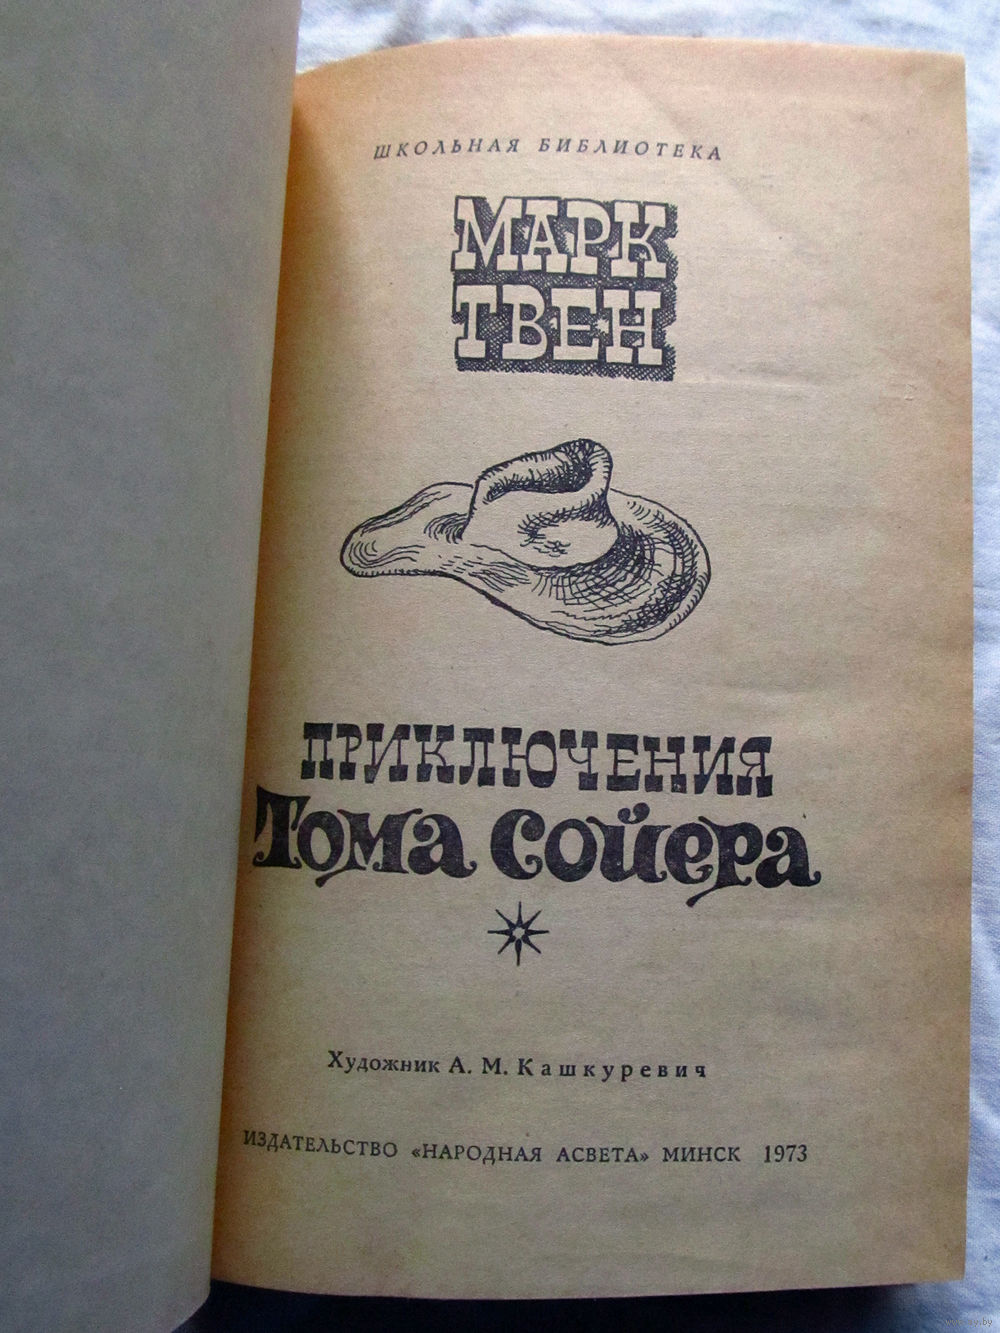 ШКОЛЬНАЯ БИБЛИОТЕКА
МАРК
ТВЕН
ПРИКЛЮЧЕНИЯ
Тома Сойера
Художник А. М. Кашкуревич
ИЗДАТЕЛЬСТВО «НАРОДНАЯ АСВЕТА» МИНСК 1973